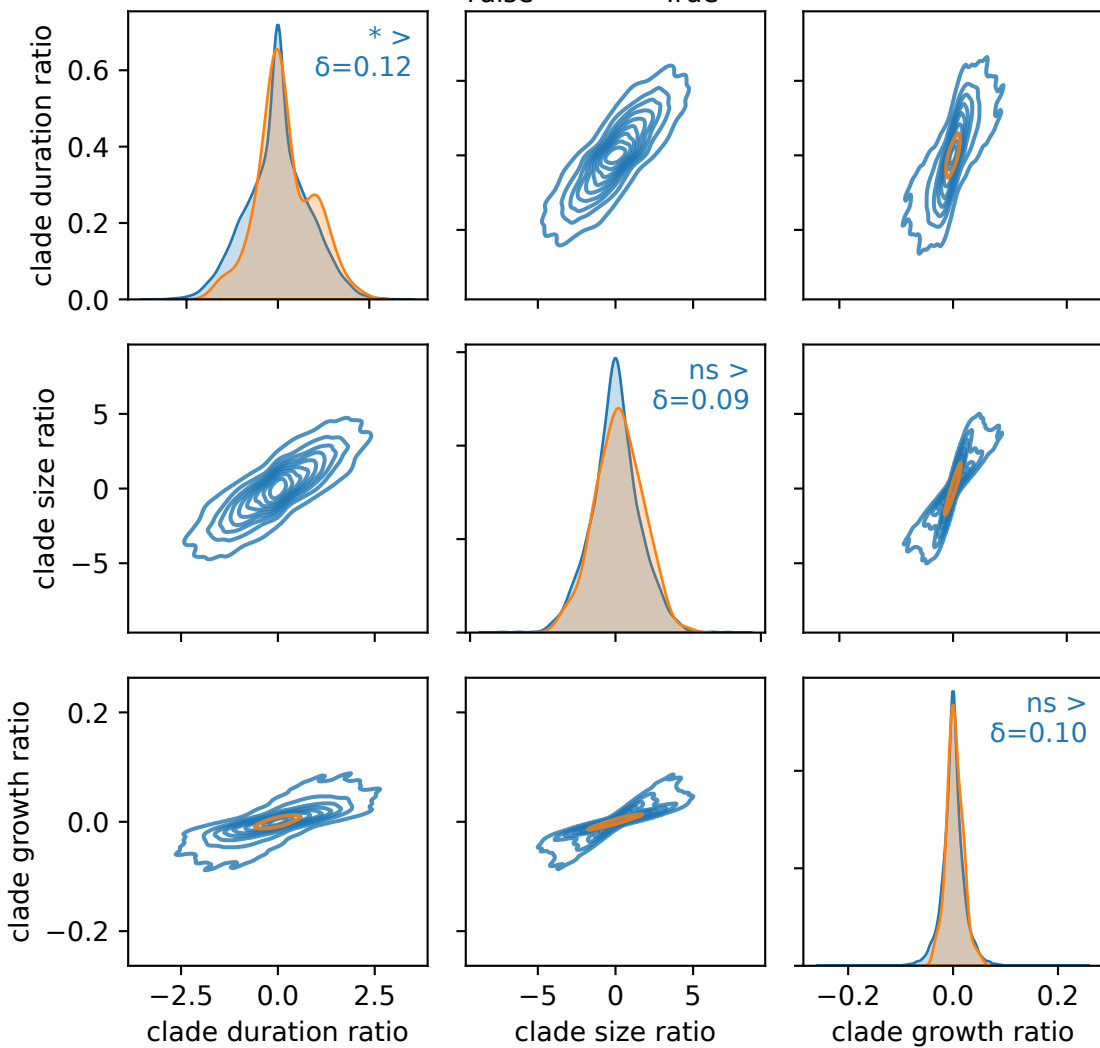 clade duration ratio
0.6
0.4
0.2
0.0
* >
δ=0.12
clade size ratio
5
0
−5
ns >
δ=0.09
clade growth ratio
0.2
0.0
−0.2
ns >
δ=0.10
−2.5 0.0 2.5
−5 0 5
−0.2 0.0 0.2
clade duration ratio
clade size ratio
clade growth ratio